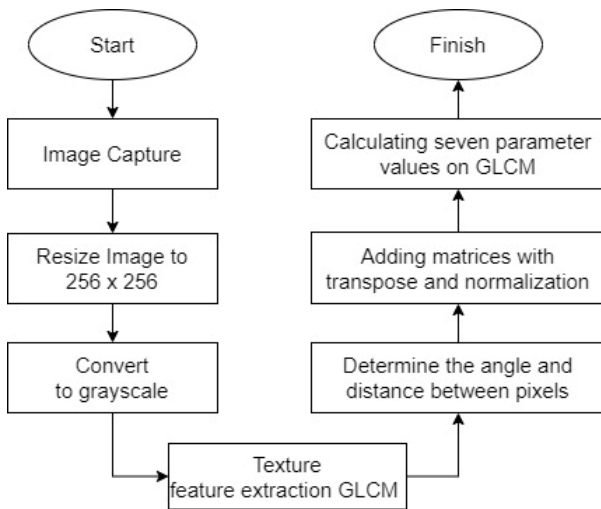 Start
Image Capture
Resize Image to
256 x 256
Convert
to grayscale
Texture
feature extraction GLCM
Determine the angle and
distance between pixels
Adding matrices with
transpose and normalization
Calculating seven parameter
values on GLCM
Finish